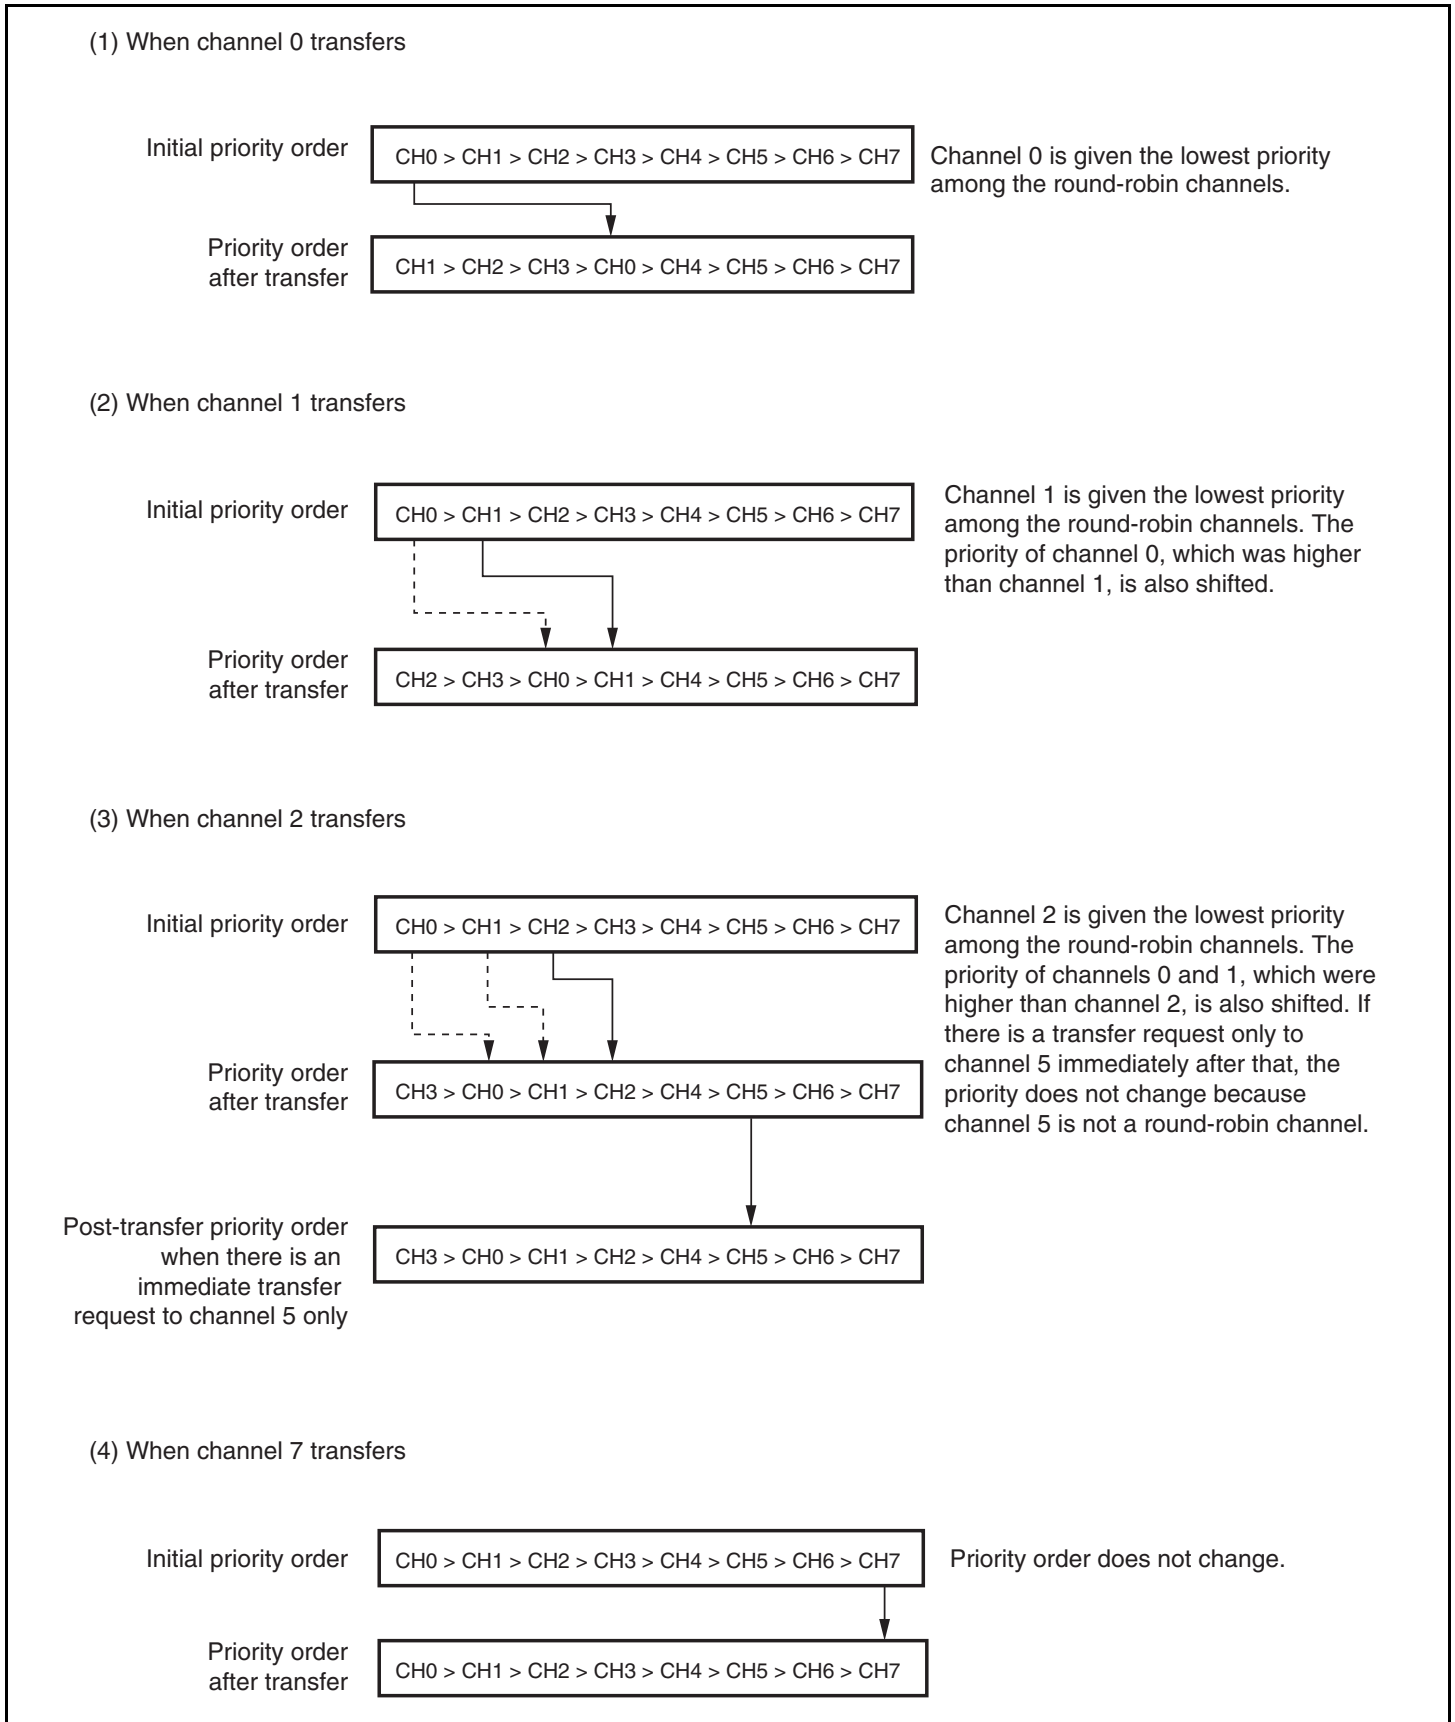 (1) When channel 0 transfers
Initial priority order
CH0 > CH1 > CH2 > CH3 > CH4 > CH5 > CH6 > CH7
Channel 0 is given the lowest priority
among the round-robin channels.
Priority order
after transfer
CH1 > CH2 > CH3 > CH0 > CH4 > CH5 > CH6 > CH7
(2) When channel 1 transfers
Initial priority order
CH0 > CH1 > CH2 > CH3 > CH4 > CH5 > CH6 > CH7
Channel 1 is given the lowest priority
among the round-robin channels. The
priority of channel 0, which was higher
than channel 1, is also shifted.
Priority order
after transfer
CH2 > CH3 > CH0 > CH1 > CH4 > CH5 > CH6 > CH7
(3) When channel 2 transfers
Initial priority order
CH0 > CH1 > CH2 > CH3 > CH4 > CH5 > CH6 > CH7
Channel 2 is given the lowest priority
among the round-robin channels. The
priority of channels 0 and 1, which were
higher than channel 2, is also shifted. If
there is a transfer request only to
channel 5 immediately after that, the
priority does not change because
channel 5 is not a round-robin channel.
Priority order
after transfer
CH3 > CH0 > CH1 > CH2 > CH4 > CH5 > CH6 > CH7
Post-transfer priority order
when there is an
immediate transfer
request to channel 5 only
CH3 > CH0 > CH1 > CH2 > CH4 > CH5 > CH6 > CH7
(4) When channel 7 transfers
Initial priority order
CH0 > CH1 > CH2 > CH3 > CH4 > CH5 > CH6 > CH7
Priority order does not change.
Priority order
after transfer
CH0 > CH1 > CH2 > CH3 > CH4 > CH5 > CH6 > CH7